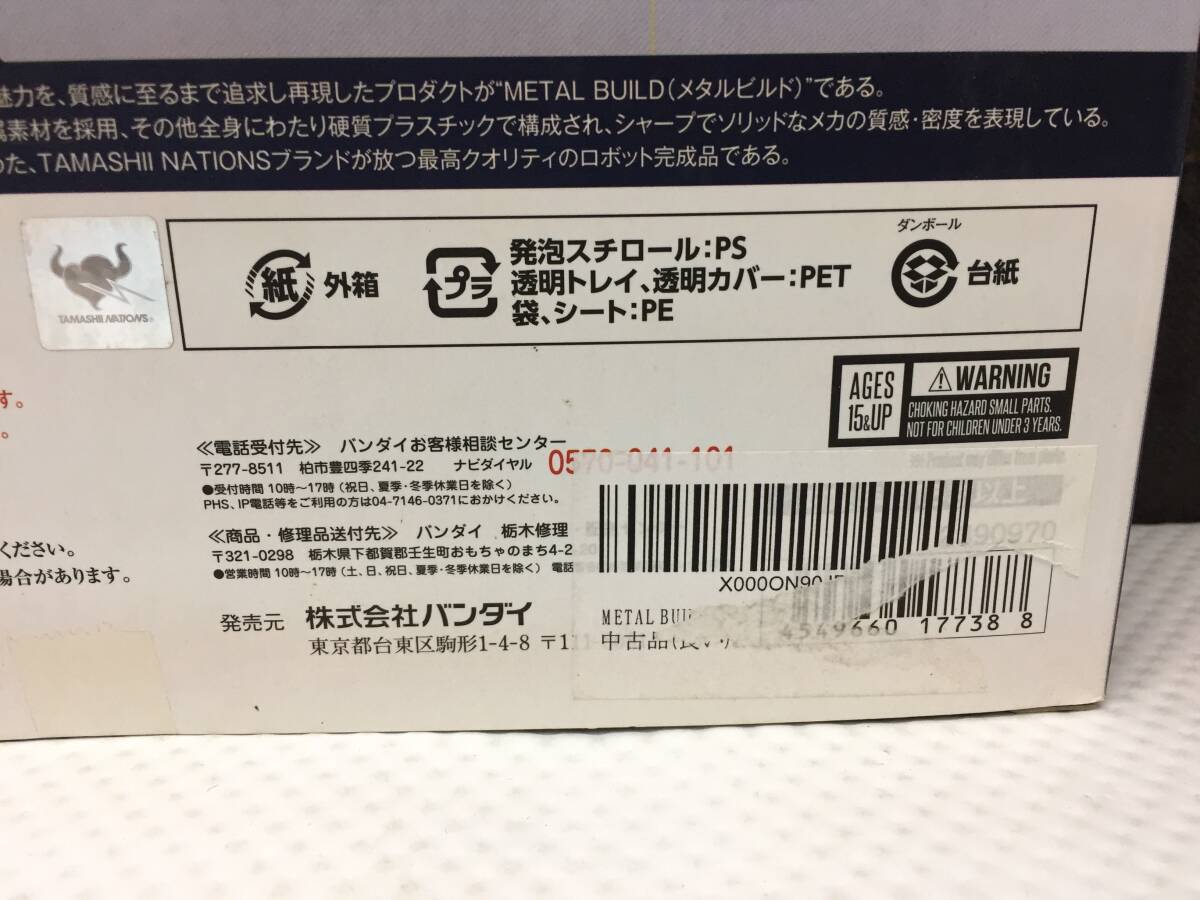 魅力を、質感に至るまで追求し再現したプロダクトが“METAL BUILD（メタルビルド）”である。
素材を採用、その他全身にわたり硬質プラスチックで構成され、シャープでソリッドなメカの質感・密度を表現している。
た、TAMASHII NATIONSブランドが放つ最高クオリティのロボット完成品である。
TAMASHII NATIONS
紙 外箱
プラ
発泡スチロール：PS
透明トレイ、透明カバー：PET
袋、シート：PE
ダンボール
台紙
AGES
15&UP
⚠WARNING
CHOKING HAZARD SMALL PARTS.
NOT FOR CHILDREN UNDER 3 YEARS.
す。
。
ください。
場合があります。
≪電話受付先≫ バンダイお客様相談センター
〒277-8511 柏市豊四季241-22 ナビダイヤル 0570-041-101
●受付時間 10時～17時（祝日、夏季・冬季休業日を除く）
PHS、IP電話等をご利用の方は04-7146-0371におかけください。
≪商品・修理品送付先≫ バンダイ 栃木修理
〒321-0298 栃木県下都賀郡壬生町おもちゃのまち4-2
●営業時間 10時～17時（土、日、祝日、夏季・冬季休業日を除く） 電話
発売元 株式会社バンダイ
東京都台東区駒形1-4-8 〒111
※Product may differ from photo.
90970
X000ON90
METAL BUI
中古品
4549660 17738 8